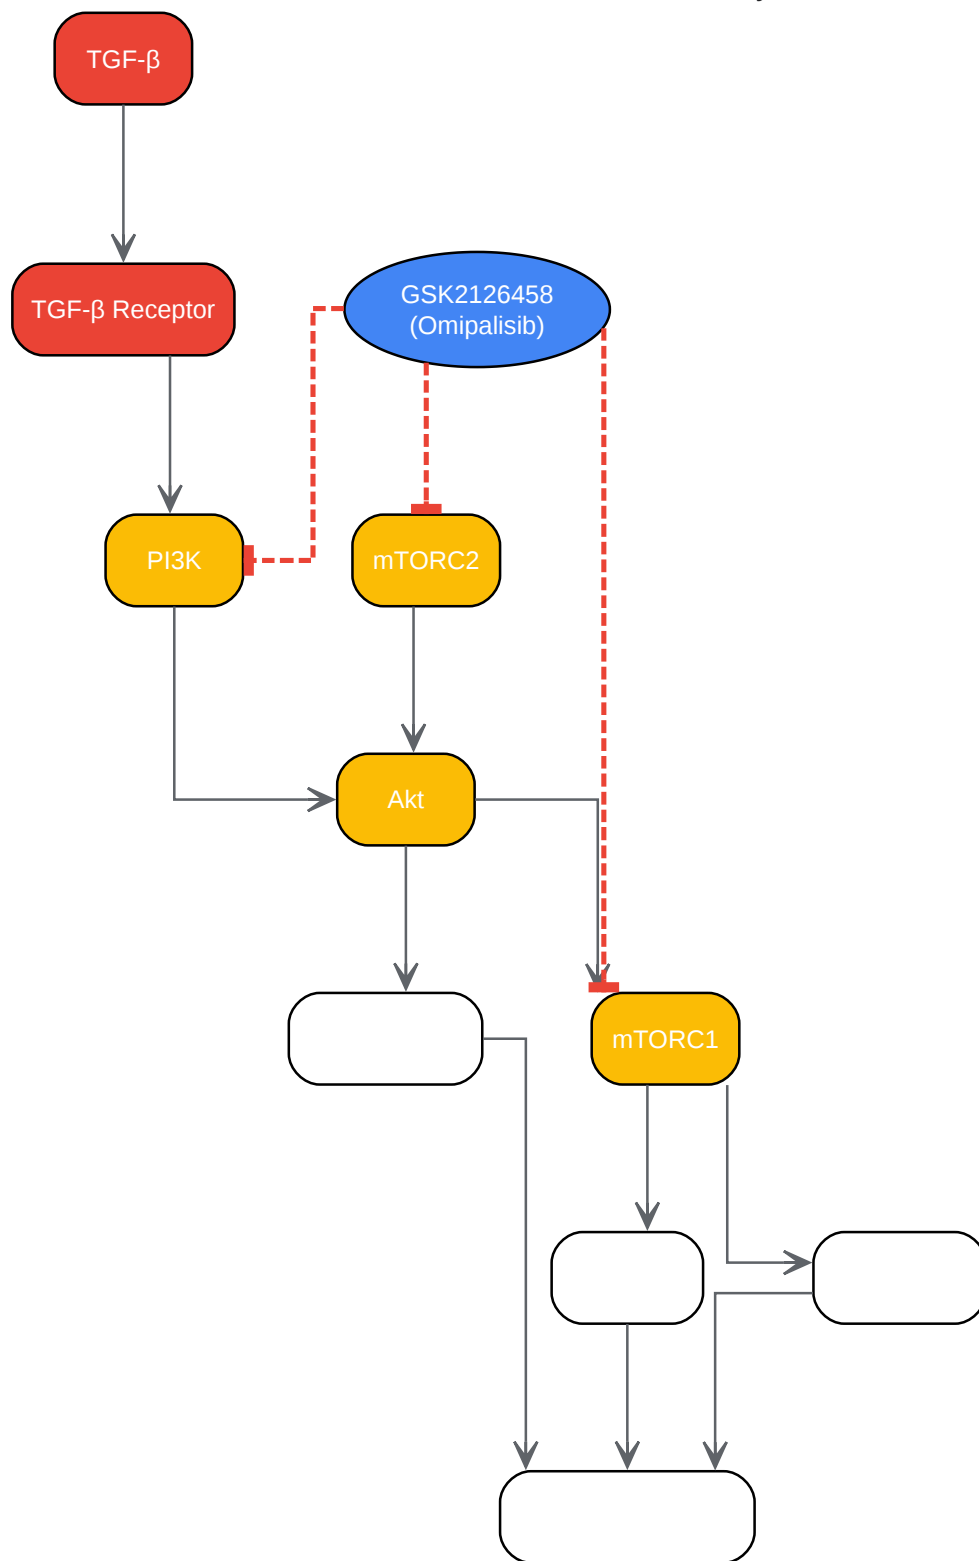 TGF-β
TGF-β Receptor
GSK2126458
(Omipalisib)
PI3K
mTORC2
Akt
mTORC1